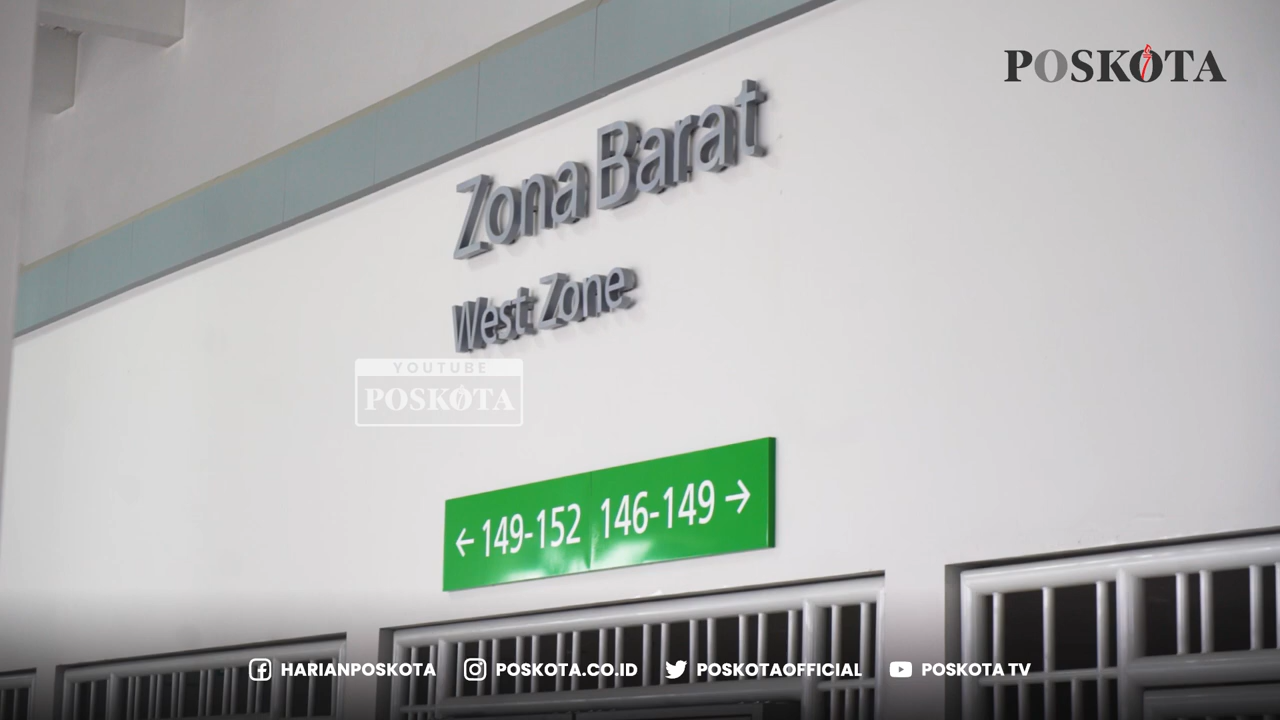 POSKOTA
Zona Barat
West Zone
YOUTUBE
POSKOTA
← 149-152 146-149 →
HARIANPOSKOTA POSKOTA.CO.ID POSKOTAOFFICIAL POSKOTA TV